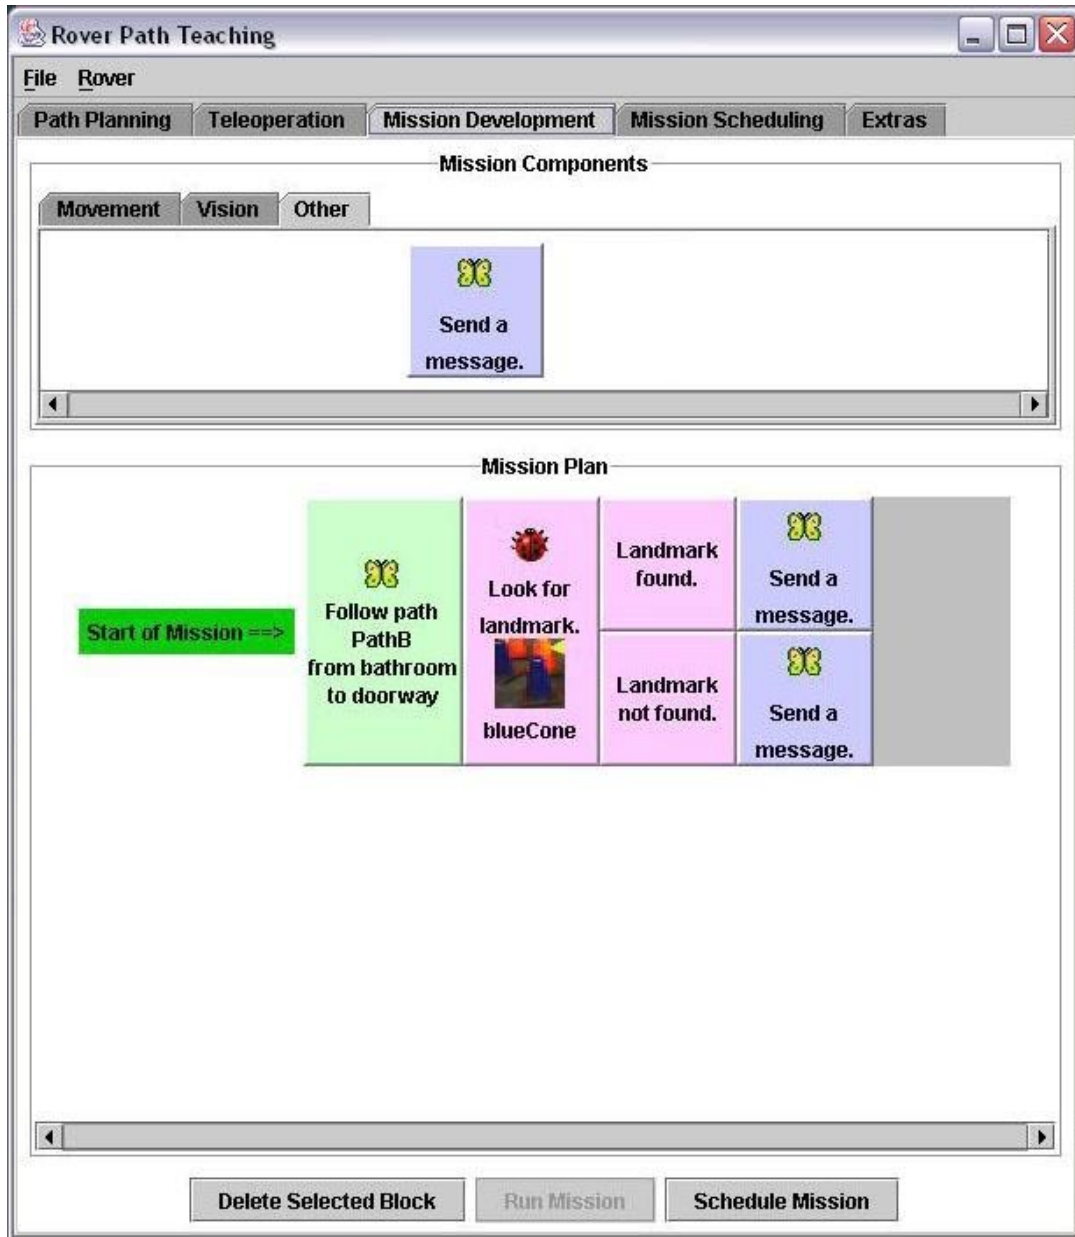 Rover Path Teaching
File Rover
Path Planning Teleoperation Mission Development Mission Scheduling Extras
Mission Components
Movement Vision Other
Send a
message.
Mission Plan
Start of Mission ==>
Follow path
PathB
from bathroom
to doorway
Look for
landmark.
blueCone
Landmark
found.
Send a
message.
Landmark
not found.
Send a
message.
Delete Selected Block Run Mission Schedule Mission